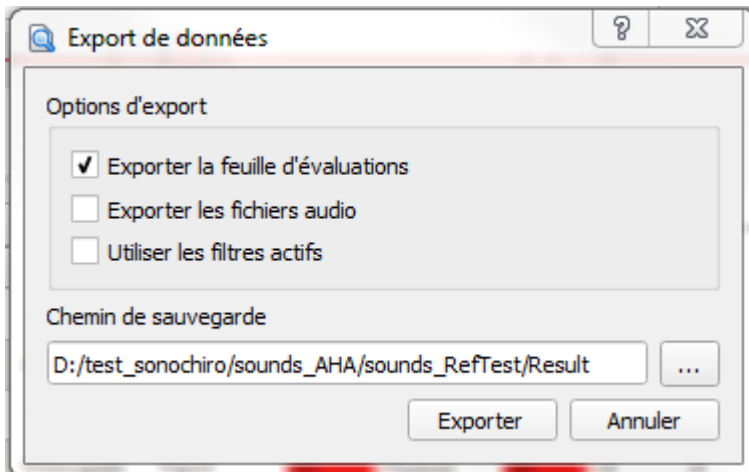 Export de données
Options d'export
Exporter la feuille d'évaluations
Exporter les fichiers audio
Utiliser les filtres actifs
Chemin de sauvegarde
D:/test_sonochiro/sounds_AHA/sounds_RefTest/Result
...
Exporter Annuler